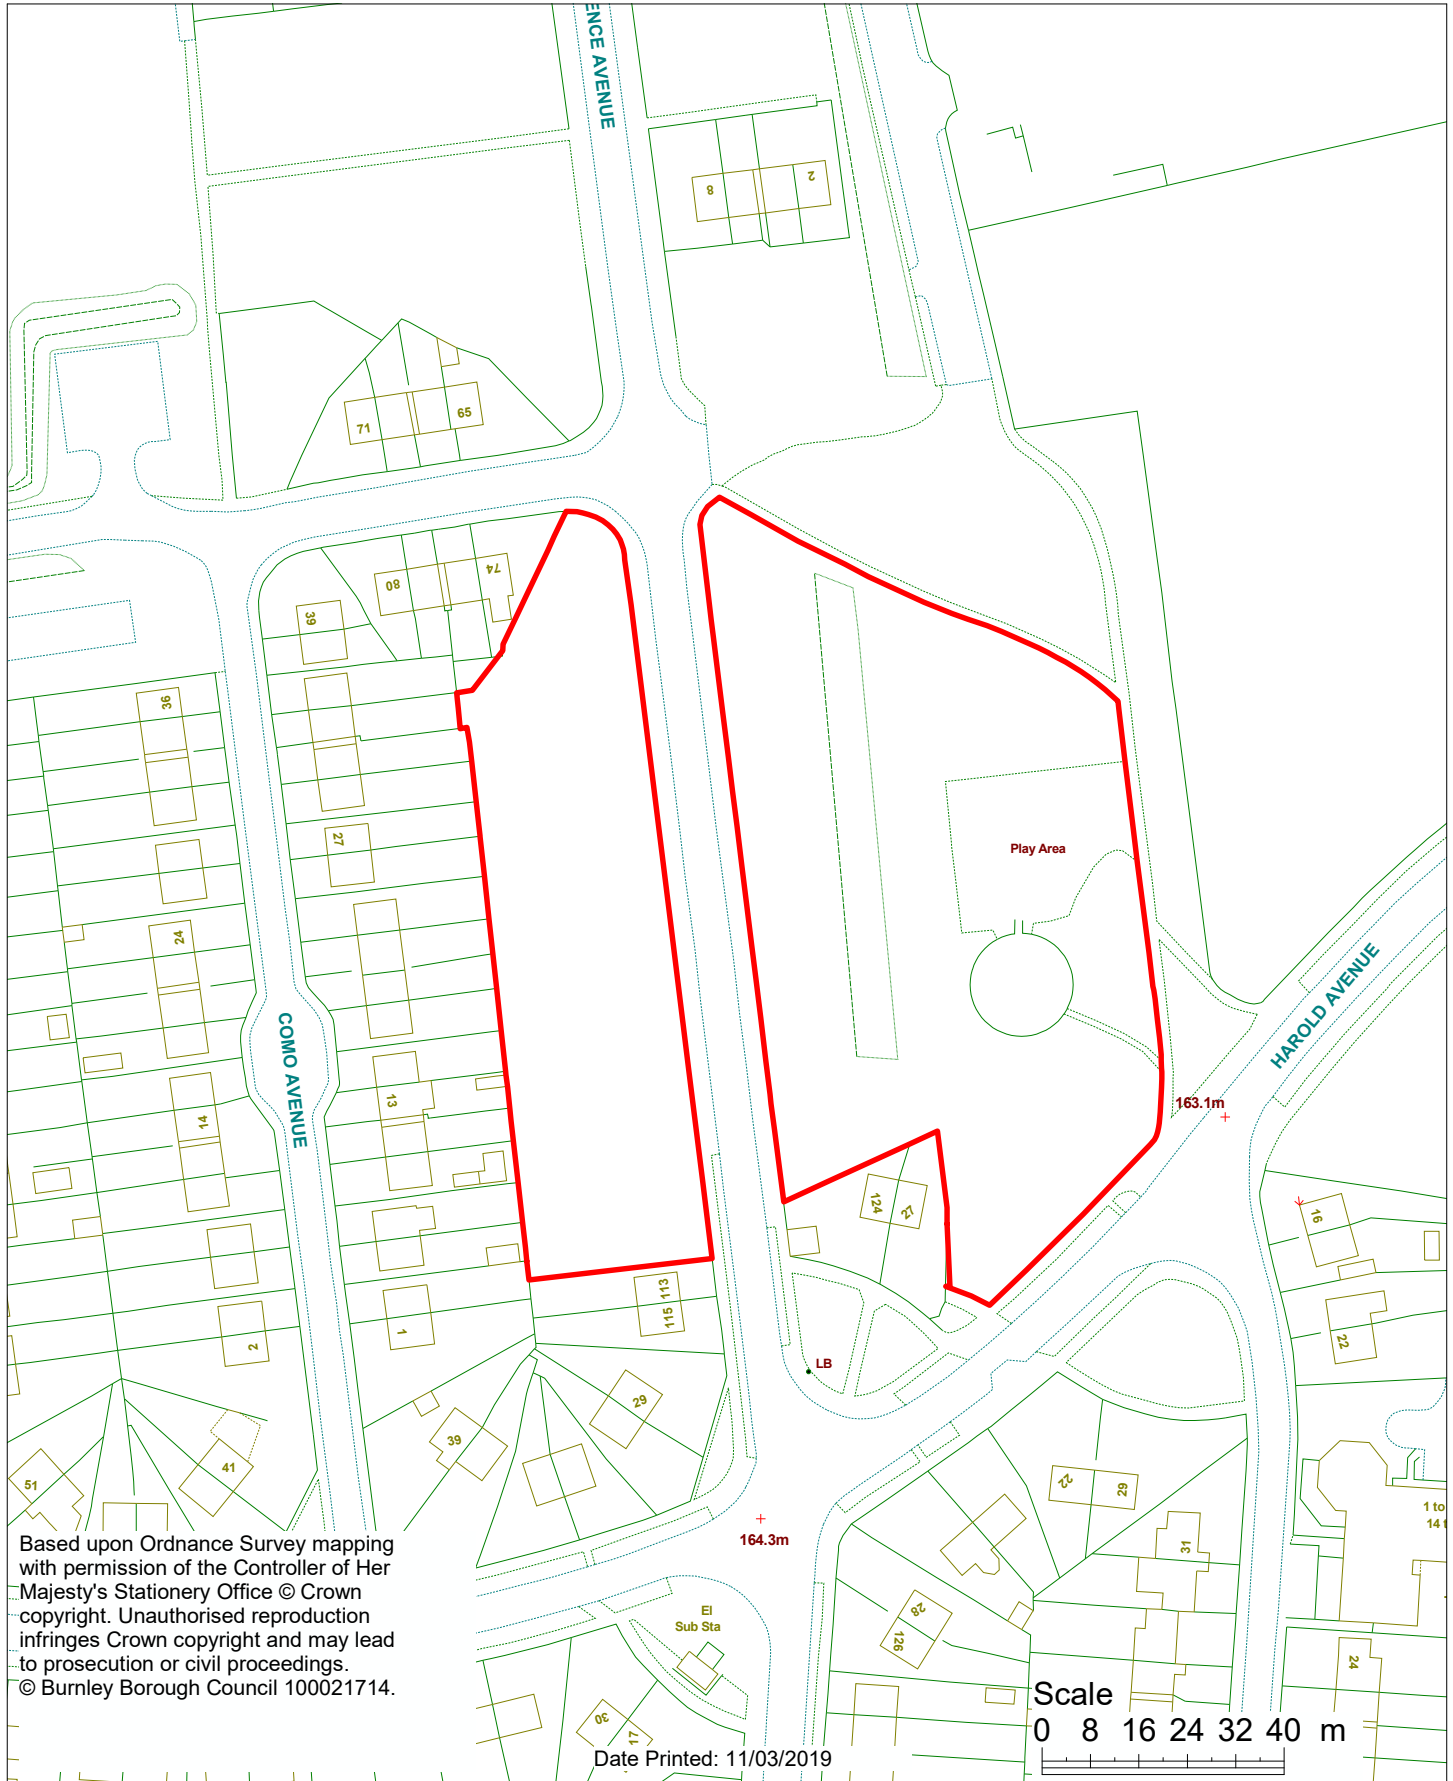 ENCE AVENUE
8
2
71
65
80
74
39
36
27
Play Area
24
HAROLD AVENUE
COMO AVENUE
13
14
163.1m
124
27
16
113
115
1
2
22
LB
29
39
41
51
22
29
1 to
14 t
31
164.3m
El
Sub Sta
28
126
24
30
17
Based upon Ordnance Survey mapping
with permission of the Controller of Her
Majesty's Stationery Office © Crown
copyright. Unauthorised reproduction
infringes Crown copyright and may lead
to prosecution or civil proceedings.
© Burnley Borough Council 100021714.
Scale
0 8 16 24 32 40 m
Date Printed: 11/03/2019